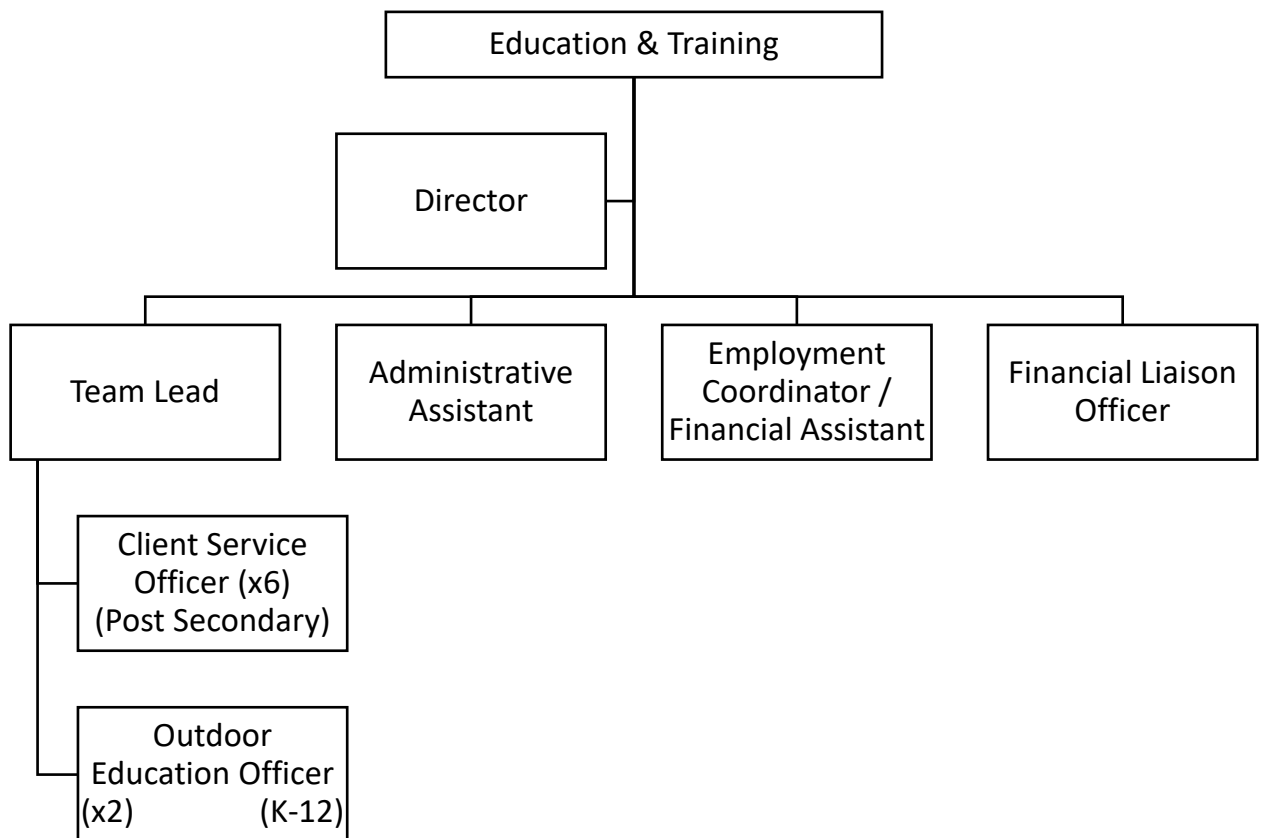 Education & Training
Director
Team Lead
Administrative
Assistant
Employment
Coordinator /
Financial Assistant
Financial Liaison
Officer
Client Service
Officer (x6)
(Post Secondary)
Outdoor
Education Officer
(x2) (K-12)